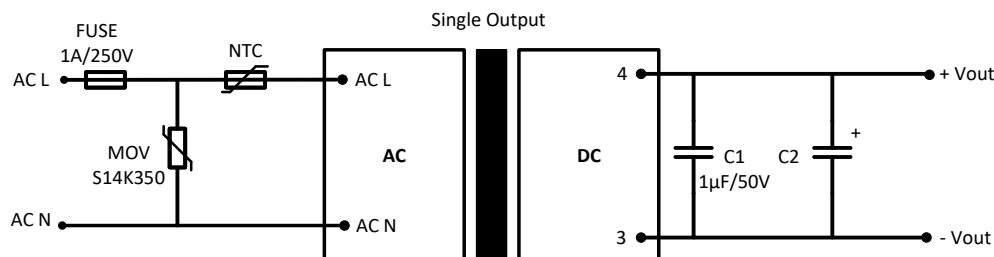 Single Output
FUSE
1A/250V
NTC
AC L
AC L
4
+ Vout
MOV
S14K350
AC
DC
C1
1µF/50V
C2
+
AC N
AC N
3
- Vout